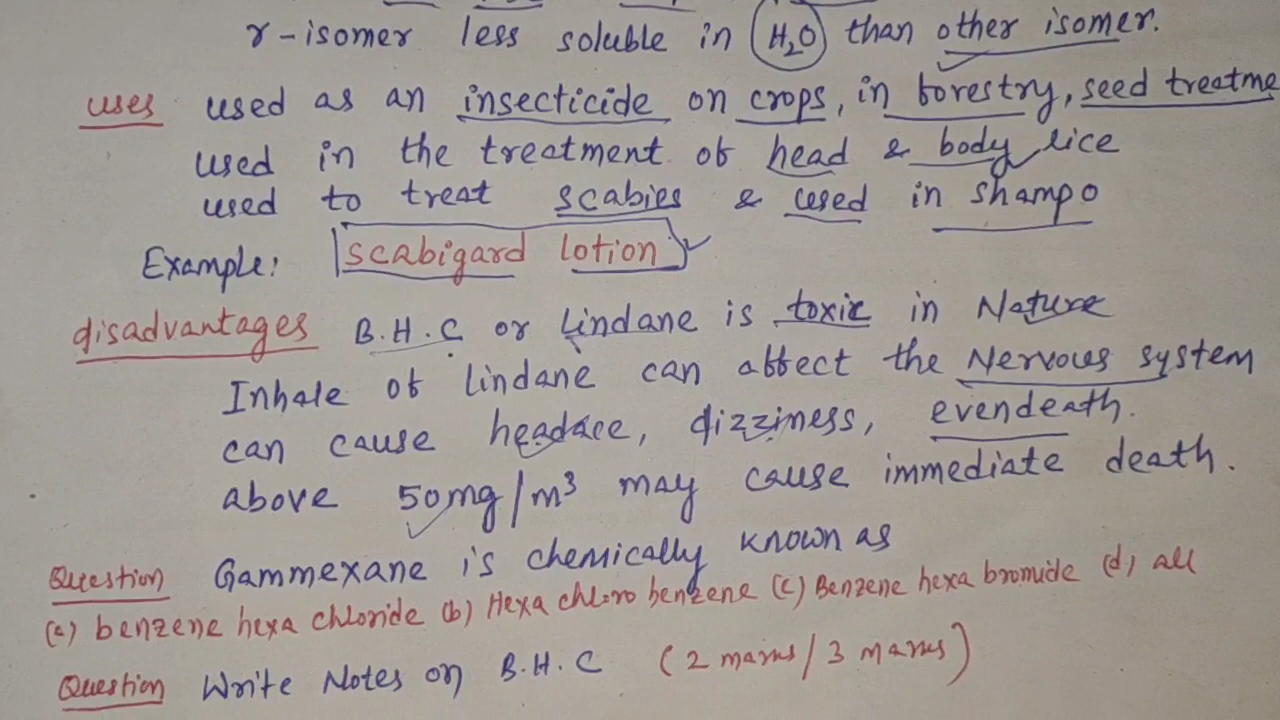 γ-isomer less soluble in H₂O than other isomer.
uses used as an insecticide on crops, in forestry, seed treatme
used in the treatment of head & body lice
used to treat scabies & used in shampo
Example: scabigard lotion
disadvantages B.H.C or Lindane is toxic in Nature
Inhale of lindane can affect the Nervous system
can cause headace, dizziness, evendeath.
above 50mg/m³ may cause immediate death.
Question Gammexane is chemically known as
(a) benzene hexa chloride (b) Hexa chloro benzene (c) Benzene hexa bromide (d) all
Question Write Notes on B.H.C (2 marks/3 marks)